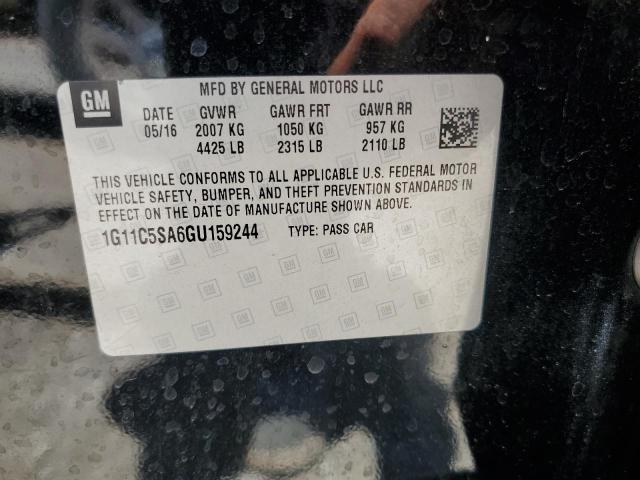 GM
MFD BY GENERAL MOTORS LLC
DATE GVWR GAWR FRT GAWR RR
05/16 2007 KG 1050 KG 957 KG
4425 LB 2315 LB 2110 LB
THIS VEHICLE CONFORMS TO ALL APPLICABLE U.S. FEDERAL MOTOR
VEHICLE SAFETY, BUMPER, AND THEFT PREVENTION STANDARDS IN
EFFECT ON THE DATE OF MANUFACTURE SHOWN ABOVE.
1G11C5SA6GU159244 TYPE: PASS CAR